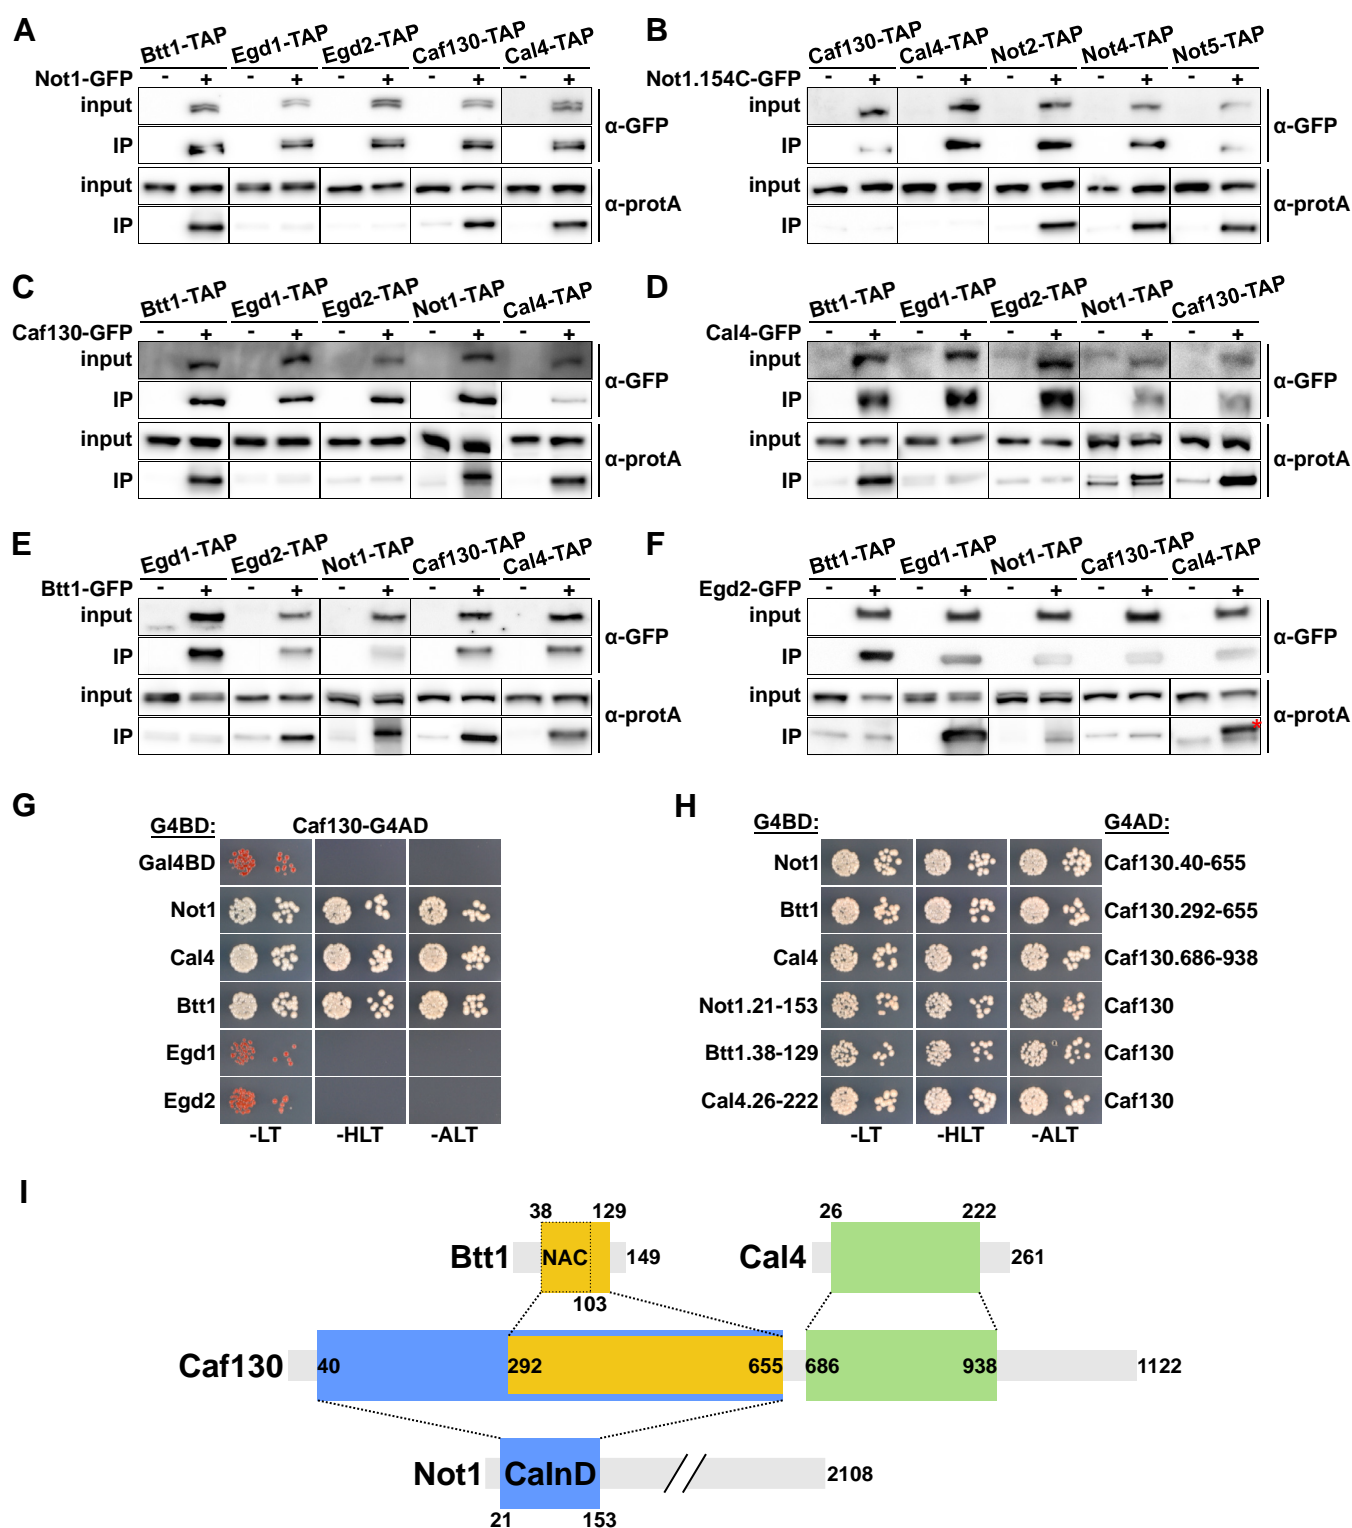 A
Btt1-TAP Egd1-TAP Egd2-TAP Caf130-TAP Cal4-TAP
Not1-GFP - + - + - + - + - +
input
IP
α-GFP
input
IP
α-protA
B
Caf130-TAP Cal4-TAP Not2-TAP Not4-TAP Not5-TAP
Not1.154C-GFP - + - + - + - + - +
input
IP
α-GFP
input
IP
α-protA
C
Btt1-TAP Egd1-TAP Egd2-TAP Not1-TAP Cal4-TAP
Caf130-GFP - + - + - + - + - +
input
IP
α-GFP
input
IP
α-protA
D
Btt1-TAP Egd1-TAP Egd2-TAP Not1-TAP Caf130-TAP
Cal4-GFP - + - + - + - + - +
input
IP
α-GFP
input
IP
α-protA
E
Egd1-TAP Egd2-TAP Not1-TAP Caf130-TAP Cal4-TAP
Btt1-GFP - + - + - + - + - +
input
IP
α-GFP
input
IP
α-protA
F
Btt1-TAP Egd1-TAP Not1-TAP Caf130-TAP Cal4-TAP
Egd2-GFP - + - + - + - + - +
input
IP
α-GFP
input
IP
*
α-protA
G
G4BD: Caf130-G4AD
Gal4BD
Not1
Cal4
Btt1
Egd1
Egd2
-LT -HLT -ALT
H
G4BD: G4AD:
Not1 Caf130.40-655
Btt1 Caf130.292-655
Cal4 Caf130.686-938
Not1.21-153 Caf130
Btt1.38-129 Caf130
Cal4.26-222 Caf130
-LT -HLT -ALT
I
38 129 26 222
Btt1 NAC 149 Cal4 261
103
Caf130 40 292 655 686 938 1122
Not1 CaInD 2108
21 153